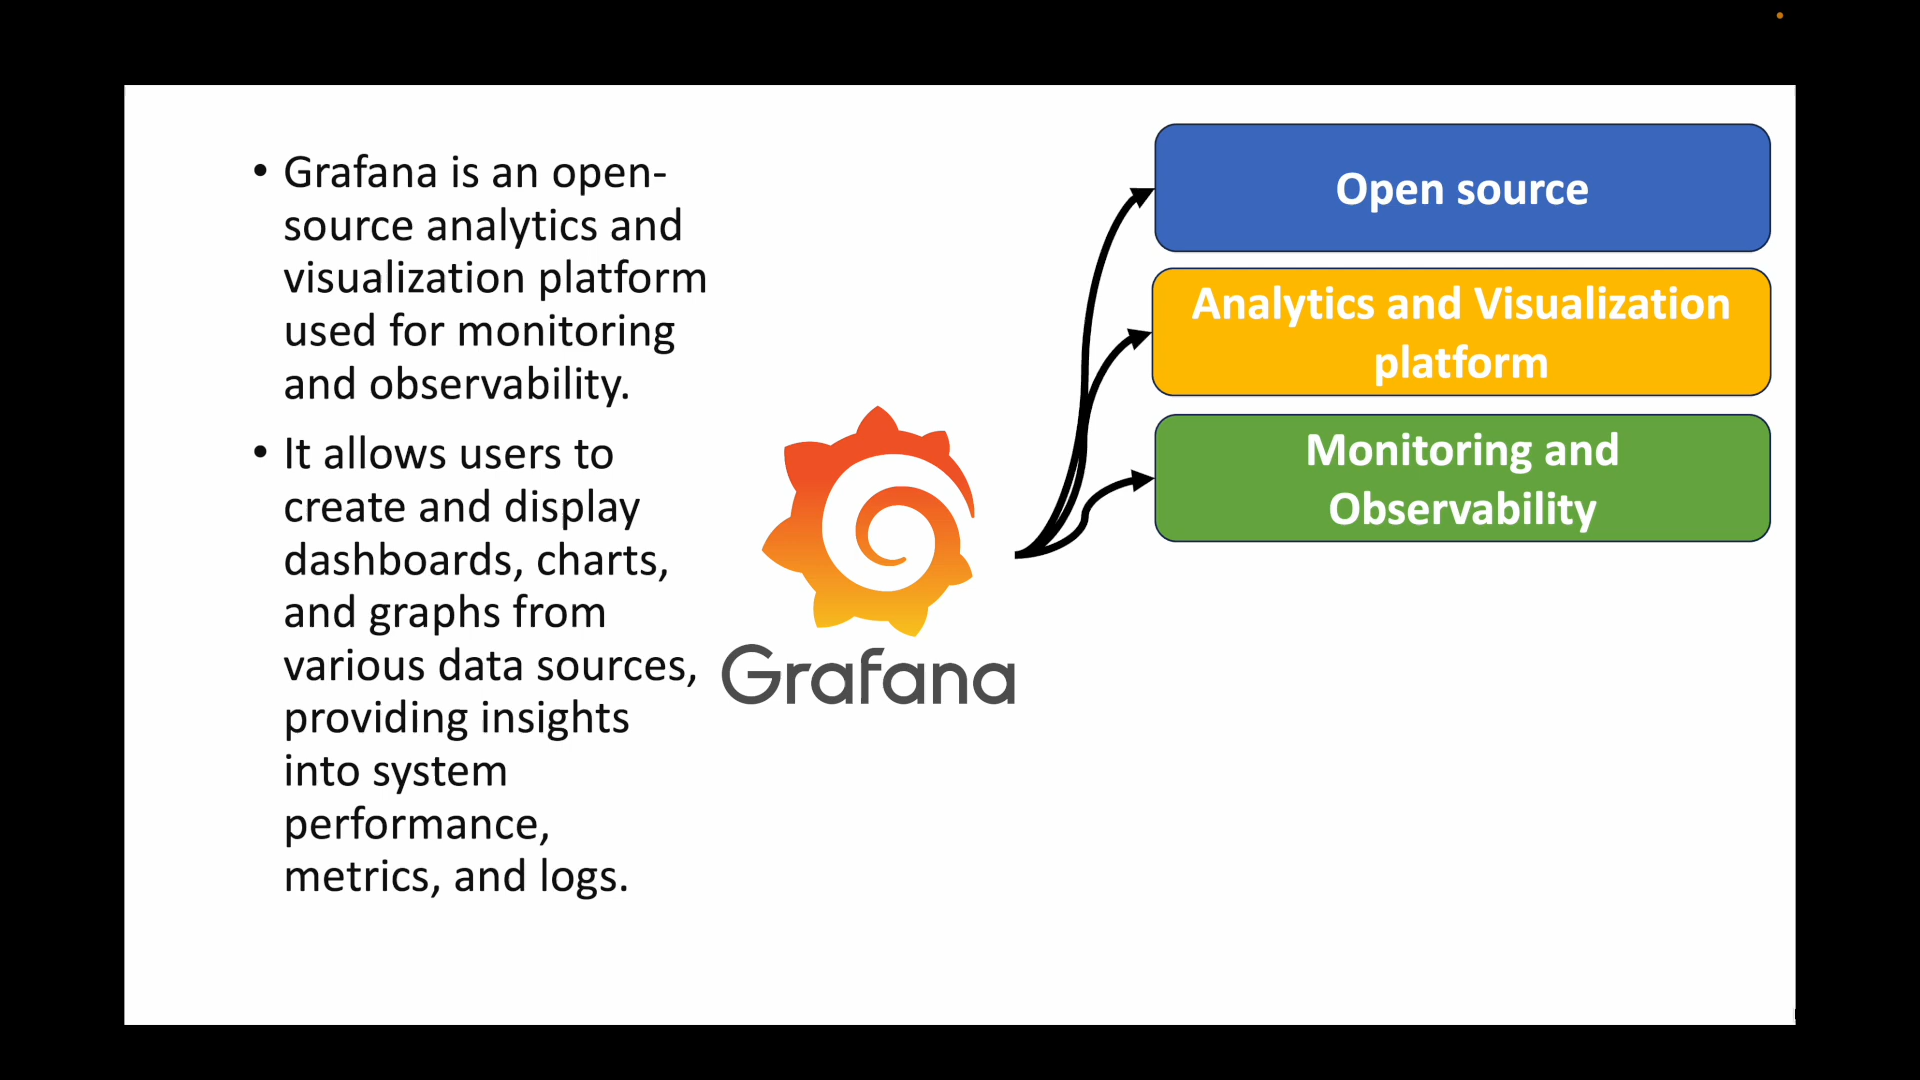 • Grafana is an open-
source analytics and
visualization platform
used for monitoring
and observability.
• It allows users to
create and display
dashboards, charts,
and graphs from
various data sources,
providing insights
into system
performance,
metrics, and logs.
Grafana
Open source
Analytics and Visualization
platform
Monitoring and
Observability